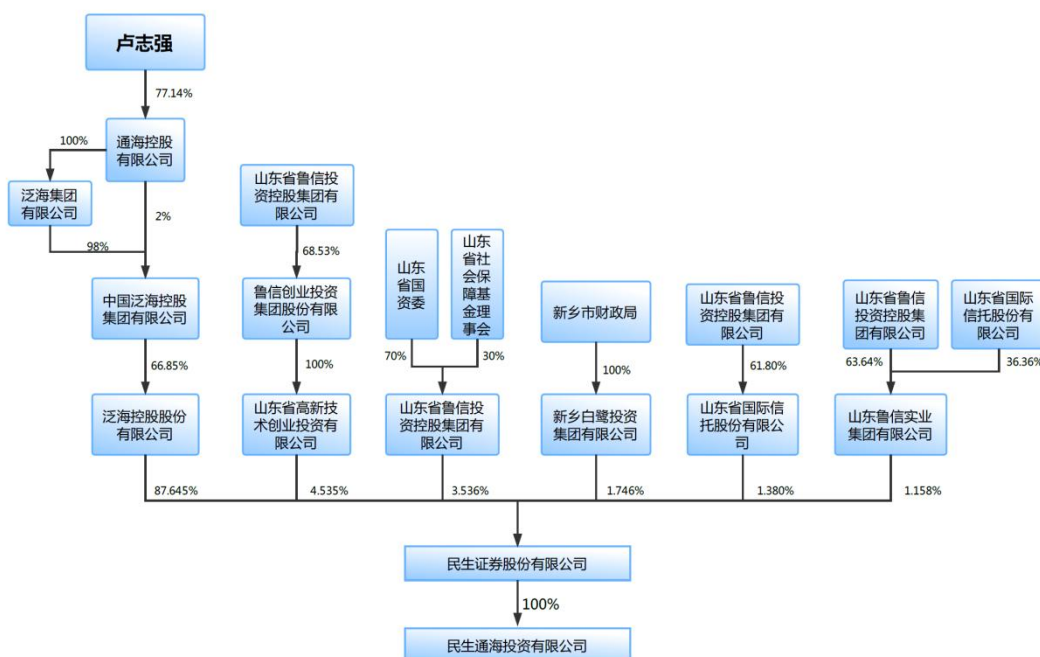 卢志强
77.14%
100%
通海控股
有限公司
泛海集团
有限公司
2%
98%
山东省鲁信投
资控股集团有
限公司
68.53%
山东省国资委
山东省社会保障基金理事会
中国泛海控股
集团有限公司
鲁信创业投资
集团股份有限
公司
新乡市财政局
山东省鲁信投
资控股集团有
限公司
山东省鲁信
投资控股集
团有限公司
山东省国际
信托股份有
限公司
66.85%
100%
70%
30%
100%
61.80%
63.64%
36.36%
泛海控股股份
有限公司
山东省高新技
术创业投资有
限公司
山东省鲁信投
资控股集团有
限公司
新乡白鹭投资
集团有限公司
山东省国际信
托股份有限公
司
山东鲁信实业
集团有限公司
87.645%
4.535%
3.536%
1.746%
1.380%
1.158%
民生证券股份有限公司
100%
民生通海投资有限公司